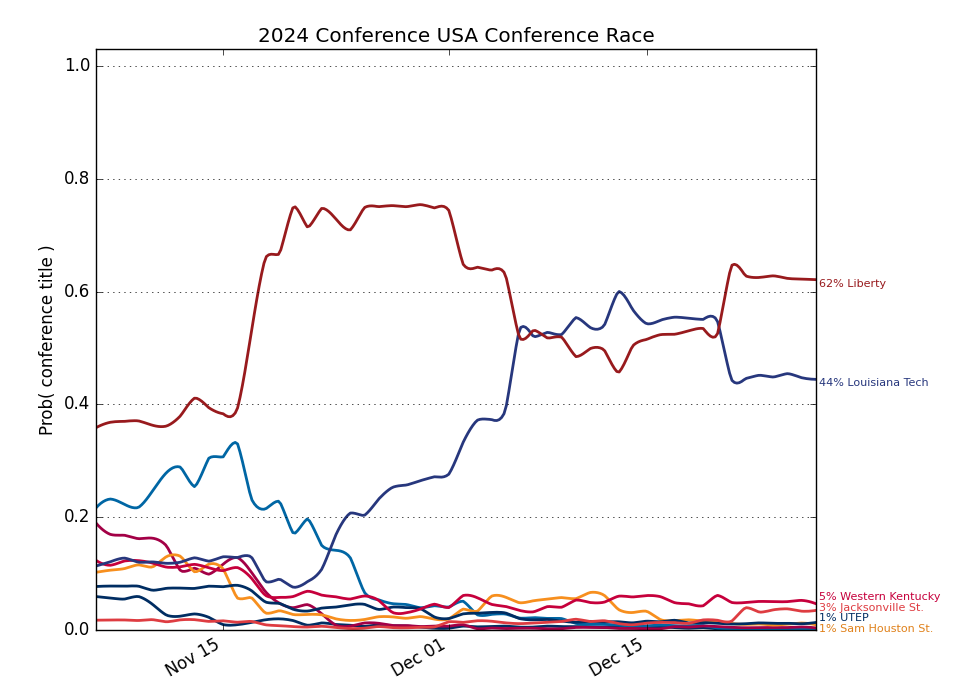 2024 Conference USA Conference Race
Prob( conference title )
1.0
0.8
0.6
0.4
0.2
0.0
62% Liberty
44% Louisiana Tech
5% Western Kentucky
3% Jacksonville St.
1% UTEP
1% Sam Houston St.
Nov 15
Dec 01
Dec 15